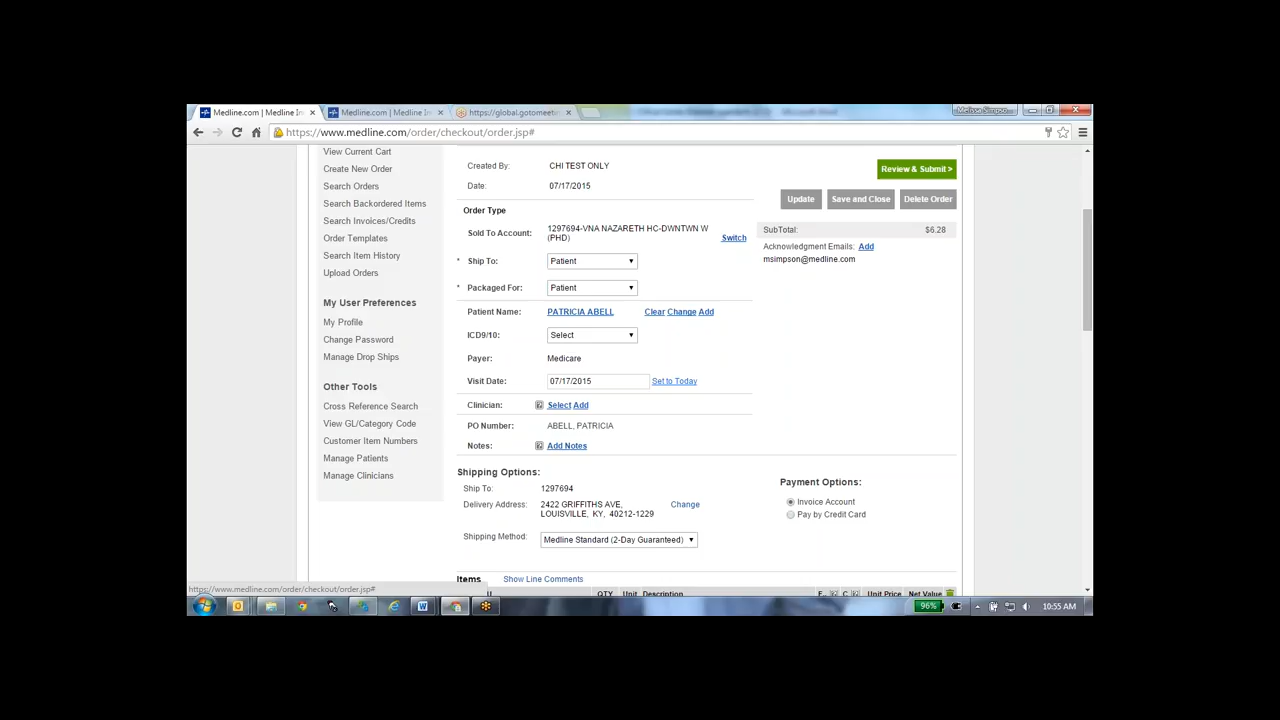 Medline.com | Medline In
Medline.com | Medline In
https://global.gotomeeti
Melissa Simpso...
https://www.medline.com/order/checkout/order.jsp#
View Current Cart
Create New Order
Search Orders
Search Backordered Items
Search Invoices/Credits
Order Templates
Search Item History
Upload Orders
My User Preferences
My Profile
Change Password
Manage Drop Ships
Other Tools
Cross Reference Search
View GL/Category Code
Customer Item Numbers
Manage Patients
Manage Clinicians
Created By: CHI TEST ONLY
Date: 07/17/2015
Order Type
Sold To Account: 1297694-VNA NAZARETH HC-DWNTWN W
(PHD) Switch
* Ship To: Patient
* Packaged For: Patient
Patient Name: PATRICIA ABELL Clear Change Add
ICD9/10: Select
Payer: Medicare
Visit Date: 07/17/2015 Set to Today
Clinician: Select Add
PO Number: ABELL, PATRICIA
Notes: Add Notes
Review & Submit >
Update Save and Close Delete Order
SubTotal: $6.28
Acknowledgment Emails: Add
msimpson@medline.com
Shipping Options:
Ship To: 1297694
Delivery Address: 2422 GRIFFITHS AVE, Change
LOUISVILLE, KY, 40212-1229
Shipping Method: Medline Standard (2-Day Guaranteed)
Payment Options:
Invoice Account
Pay by Credit Card
Items Show Line Comments
QTY Unit Description Unit Price Net Value
https://www.medline.com/order/checkout/order.jsp#
96% 10:55 AM